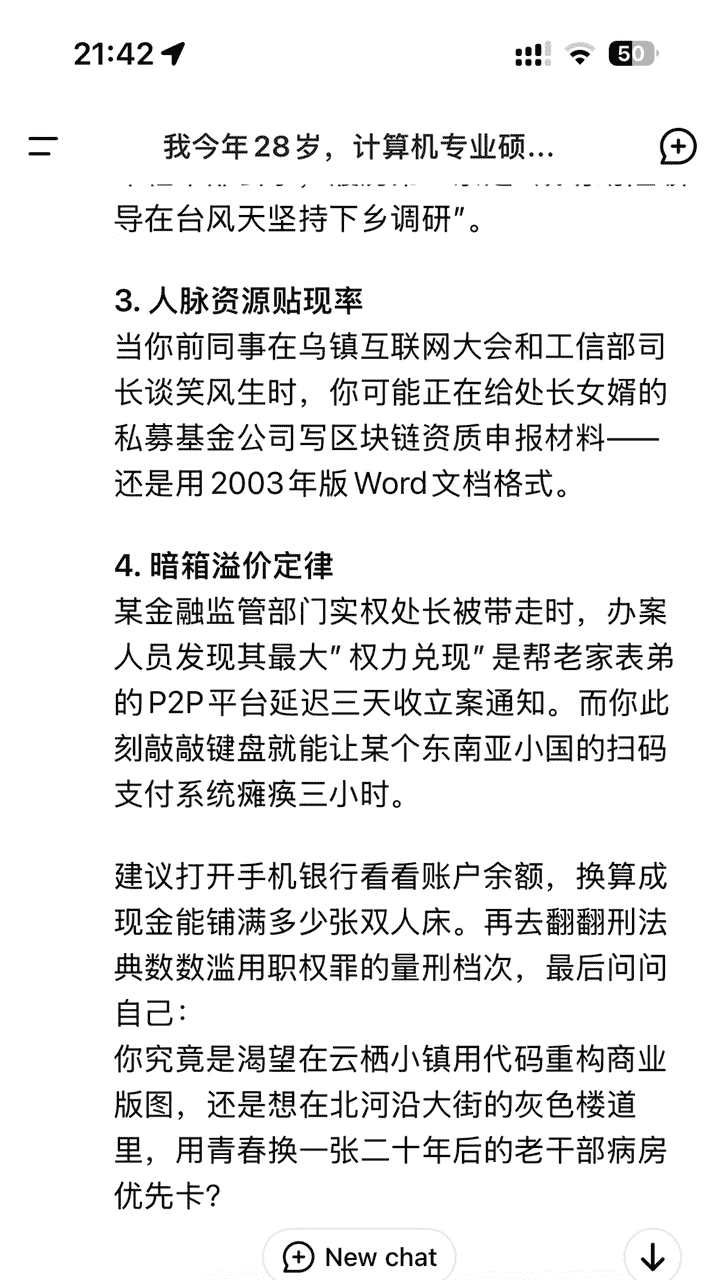 21:42
50
我今年28岁，计算机专业硕...
导在台风天坚持下乡调研”。
3. 人脉资源贴现率
当你前同事在乌镇互联网大会和工信部司
长谈笑风生时，你可能正在给处长女婿的
私募基金公司写区块链资质申报材料——
还是用2003年版Word文档格式。
4. 暗箱溢价定律
某金融监管部门实权处长被带走时，办案
人员发现其最大”权力兑现”是帮老家表弟
的P2P平台延迟三天收立案通知。而你此
刻敲敲键盘就能让某个东南亚小国的扫码
支付系统瘫痪三小时。
建议打开手机银行看看账户余额，换算成
现金能铺满多少张双人床。再去翻翻刑法
典数数滥用职权罪的量刑档次，最后问问
自己：
你究竟是渴望在云栖小镇用代码重构商业
版图，还是想在北河沿大街的灰色楼道
里，用青春换一张二十年后的老干部病房
优先卡？
New chat